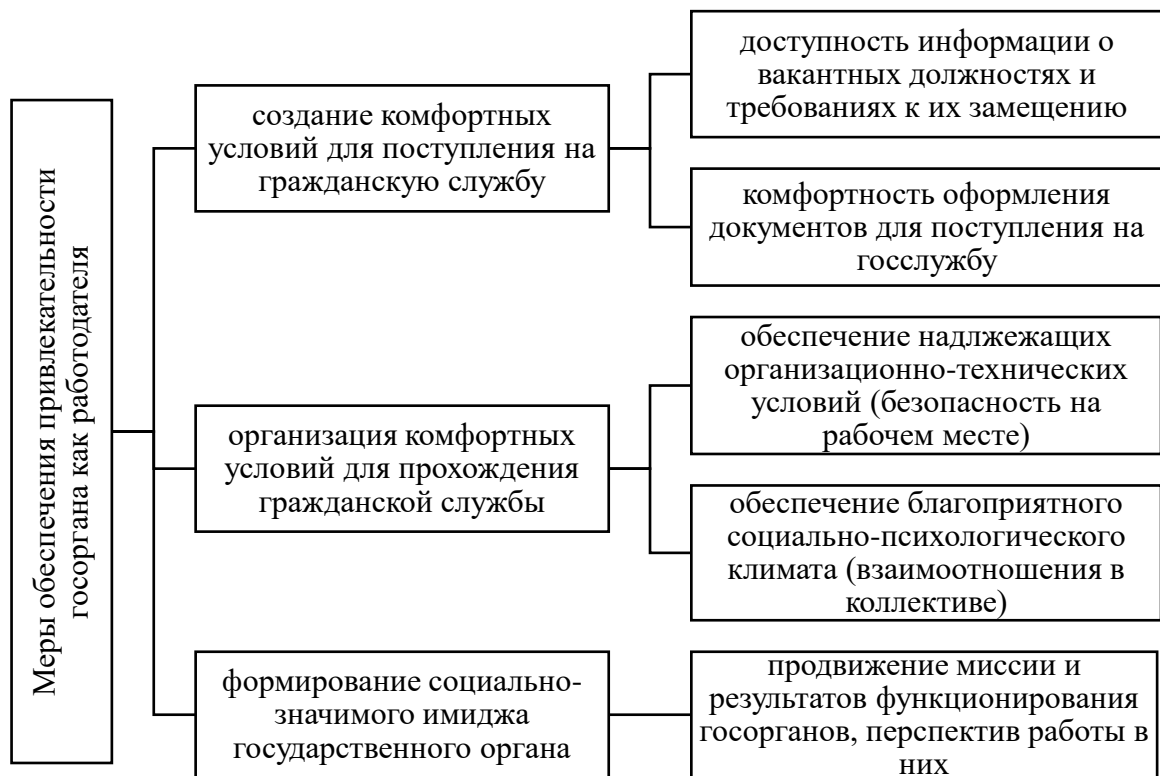 Меры обеспечения привлекательности
госоргана как работодателя
создание комфортных
условий для поступления на
гражданскую службу
доступность информации о
вакантных должностях и
требованиях к их замещению
комфортность оформления
документов для поступления на
госслужбу
организация комфортных
условий для прохождения
гражданской службы
обеспечение надлжежащих
организационно-технических
условий (безопасность на
рабочем месте)
обеспечение благоприятного
социально-психологического
климата (взаимоотношения в
коллективе)
формирование социально-
значимого имиджа
государственного органа
продвижение миссии и
результатов функционирования
госорганов, перспектив работы в
них